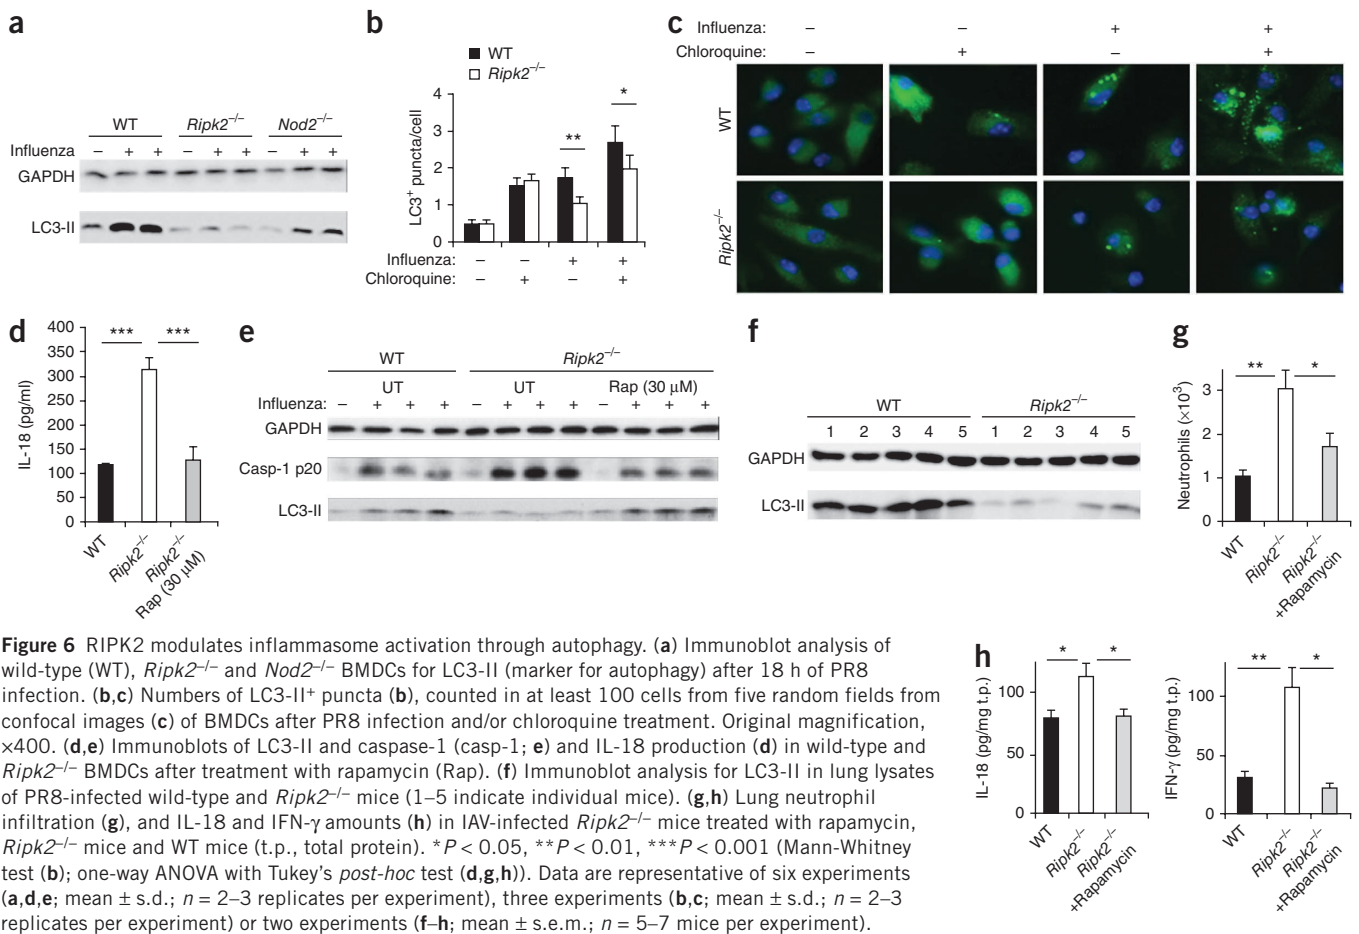 a
WT Ripk2–/– Nod2–/–
Influenza – + + – + + – + +
GAPDH
LC3-II
b
WT
Ripk2–/–
LC3+ puncta/cell
4
3
2
1
0
** *
Influenza: – – + +
Chloroquine: – + – +
c
Influenza: – – + +
Chloroquine: – + – +
WT
Ripk2–/–
d
IL-18 (pg/ml)
400
350
300
250
200
150
100
50
0
*** ***
WT
Ripk2–/–
Ripk2–/–
Rap (30 μM)
e
WT Ripk2–/–
UT UT Rap (30 μM)
Influenza: – + + + – + + + – + + +
GAPDH
Casp-1 p20
LC3-II
f
WT Ripk2–/–
1 2 3 4 5 1 2 3 4 5
GAPDH
LC3-II
g
Neutrophils (×10³)
3
2
1
0
** *
WT
Ripk2–/–
Ripk2–/–
+Rapamycin
h
IL-18 (pg/mg t.p.)
100
50
0
* *
WT
Ripk2–/–
Ripk2–/–
+Rapamycin
IFN-γ (pg/mg t.p.)
100
50
0
** *
WT
Ripk2–/–
Ripk2–/–
+Rapamycin
Figure 6 RIPK2 modulates inflammasome activation through autophagy. (a) Immunoblot analysis of
wild-type (WT), Ripk2–/– and Nod2–/– BMDCs for LC3-II (marker for autophagy) after 18 h of PR8
infection. (b,c) Numbers of LC3-II+ puncta (b), counted in at least 100 cells from five random fields from
confocal images (c) of BMDCs after PR8 infection and/or chloroquine treatment. Original magnification,
×400. (d,e) Immunoblots of LC3-II and caspase-1 (casp-1; e) and IL-18 production (d) in wild-type and
Ripk2–/– BMDCs after treatment with rapamycin (Rap). (f) Immunoblot analysis for LC3-II in lung lysates
of PR8-infected wild-type and Ripk2–/– mice (1–5 indicate individual mice). (g,h) Lung neutrophil
infiltration (g), and IL-18 and IFN-γ amounts (h) in IAV-infected Ripk2–/– mice treated with rapamycin,
Ripk2–/– mice and WT mice (t.p., total protein). *P < 0.05, **P < 0.01, ***P < 0.001 (Mann-Whitney
test (b); one-way ANOVA with Tukey's post-hoc test (d,g,h)). Data are representative of six experiments
(a,d,e; mean ± s.d.; n = 2–3 replicates per experiment), three experiments (b,c; mean ± s.d.; n = 2–3
replicates per experiment) or two experiments (f–h; mean ± s.e.m.; n = 5–7 mice per experiment).